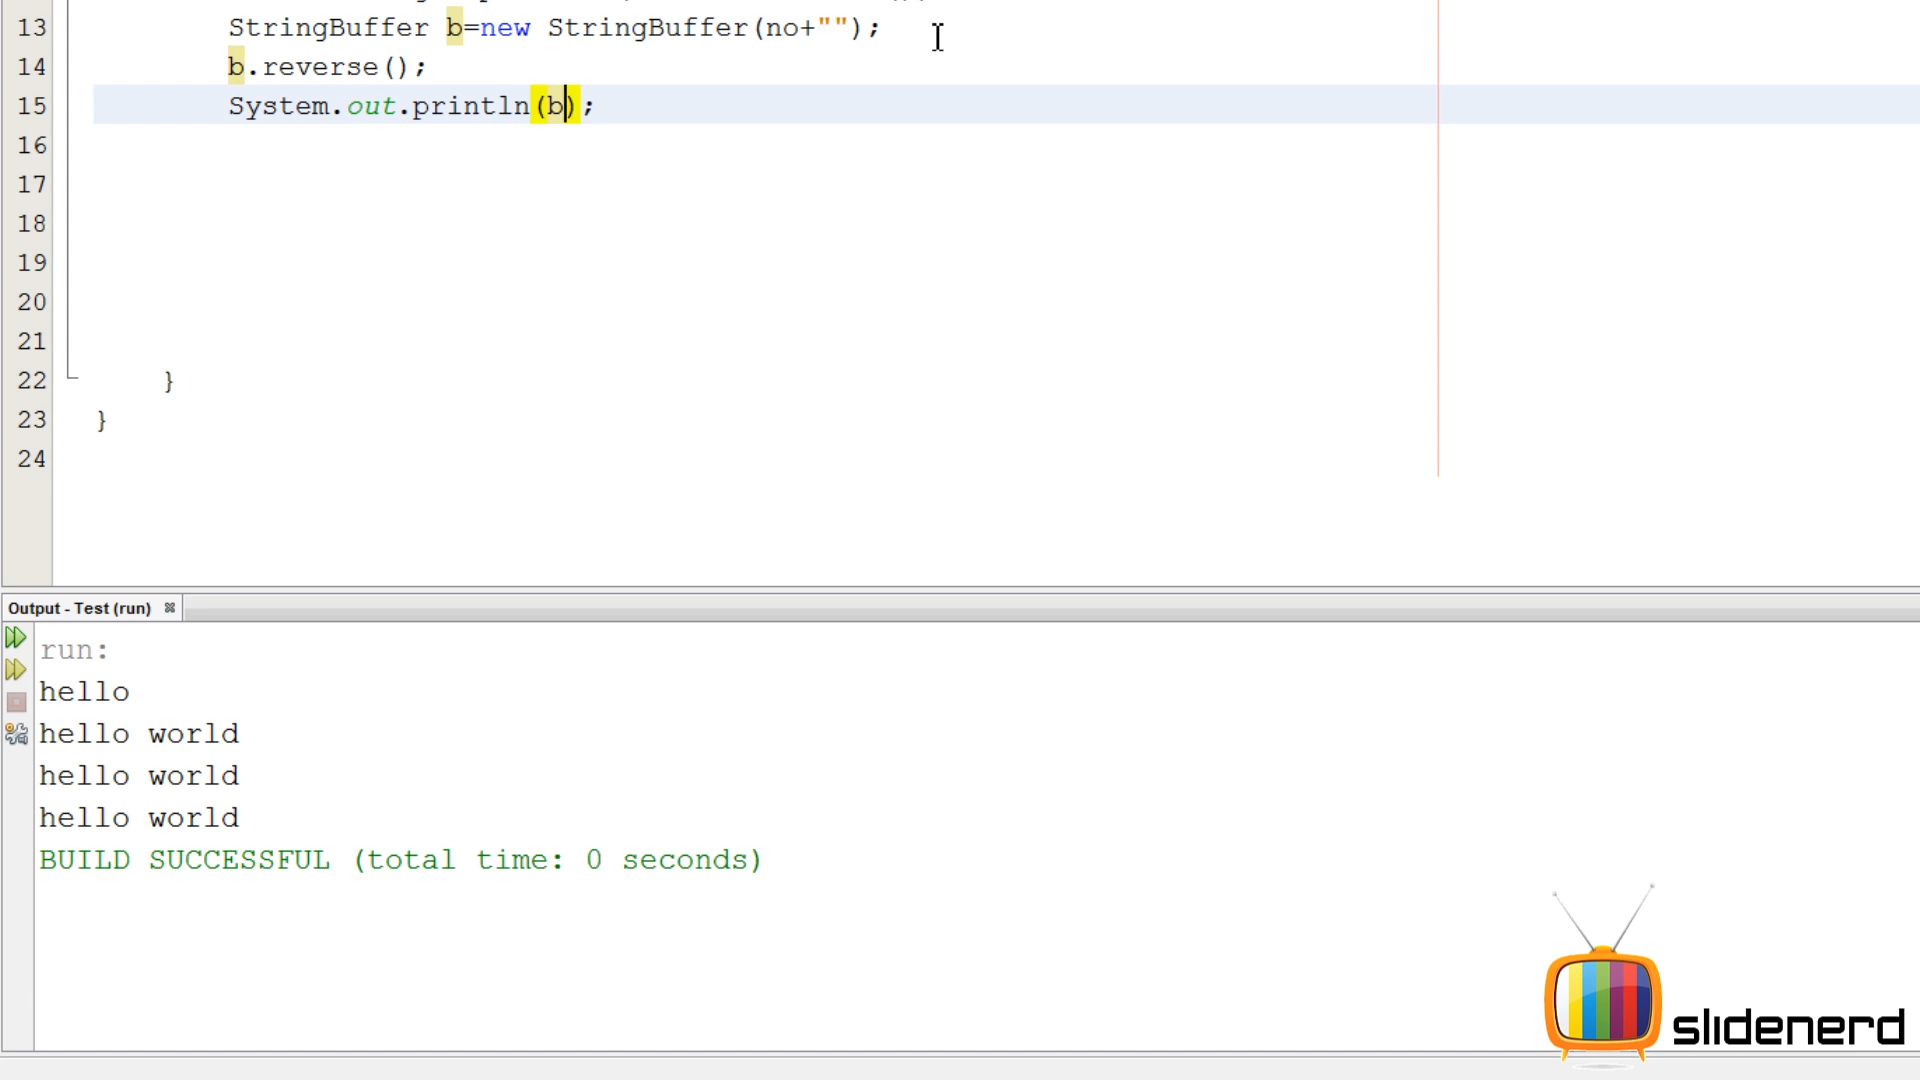 13 StringBuffer b=new StringBuffer(no+"");
14 b.reverse();
15 System.out.println(b);
16
17
18
19
20
21
22 }
23 }
24
Output - Test (run)
run:
hello
hello world
hello world
hello world
BUILD SUCCESSFUL (total time: 0 seconds)
slidenerd